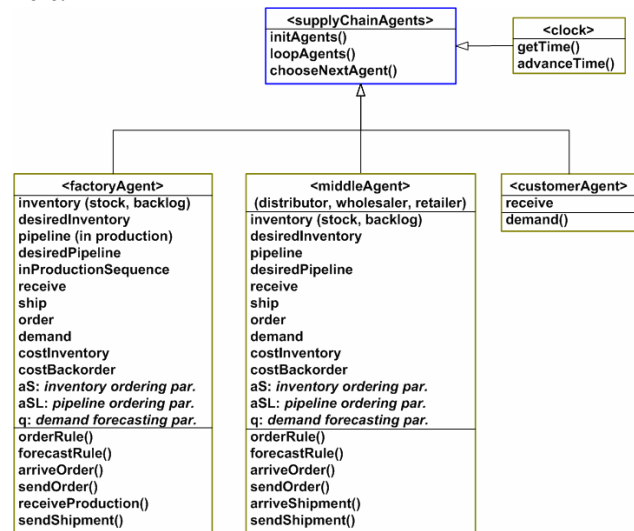 <supplyChainAgents>
initAgents()
loopAgents()
chooseNextAgent()
<clock>
getTime()
advanceTime()
<factoryAgent>
inventory (stock, backlog)
desiredInventory
pipeline (in production)
desiredPipeline
inProductionSequence
receive
ship
order
demand
costInventory
costBackorder
aS: inventory ordering par.
aSL: pipeline ordering par.
q: demand forecasting par.
orderRule()
forecastRule()
arriveOrder()
sendOrder()
receiveProduction()
sendShipment()
<middleAgent>
(distributor, wholesaler, retailer)
inventory (stock, backlog)
desiredInventory
pipeline
desiredPipeline
receive
ship
order
demand
costInventory
costBackorder
aS: inventory ordering par.
aSL: pipeline ordering par.
q: demand forecasting par.
orderRule()
forecastRule()
arriveOrder()
sendOrder()
arriveShipment()
sendShipment()
<customerAgent>
receive
demand()